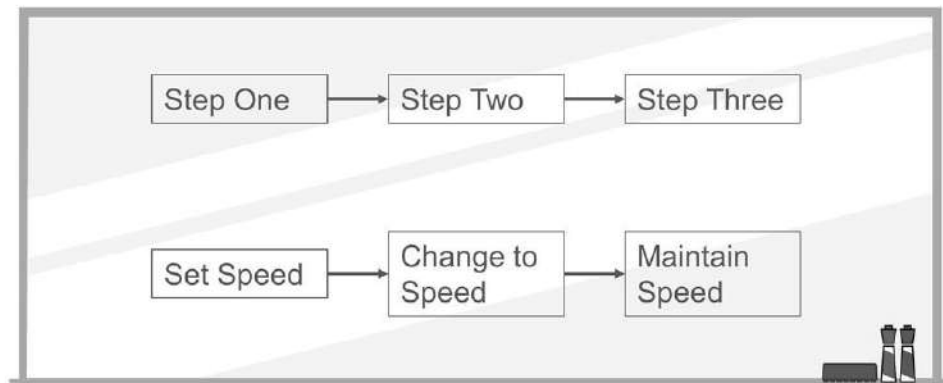 Step One
Step Two
Step Three
Set Speed
Change to
Speed
Maintain
Speed